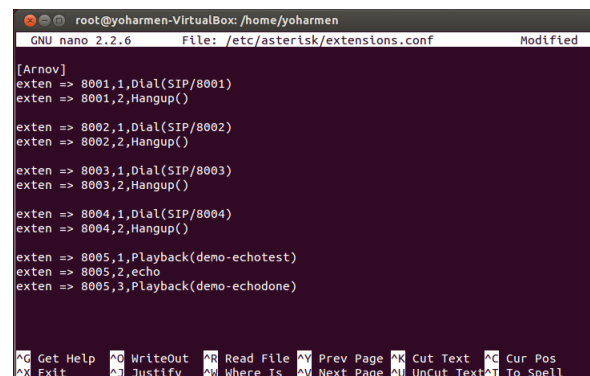 root@yoharmen-VirtualBox: /home/yoharmen
GNU nano 2.2.6 File: /etc/asterisk/extensions.conf Modified
[Arnov]
exten => 8001,1,Dial(SIP/8001)
exten => 8001,2,Hangup()
exten => 8002,1,Dial(SIP/8002)
exten => 8002,2,Hangup()
exten => 8003,1,Dial(SIP/8003)
exten => 8003,2,Hangup()
exten => 8004,1,Dial(SIP/8004)
exten => 8004,2,Hangup()
exten => 8005,1,Playback(demo-echotest)
exten => 8005,2,echo
exten => 8005,3,Playback(demo-echodone)
^G Get Help ^O WriteOut ^R Read File ^Y Prev Page ^K Cut Text ^C Cur Pos
^X Exit ^J Justify ^W Where Is ^V Next Page ^U UnCut Text ^T To Spell